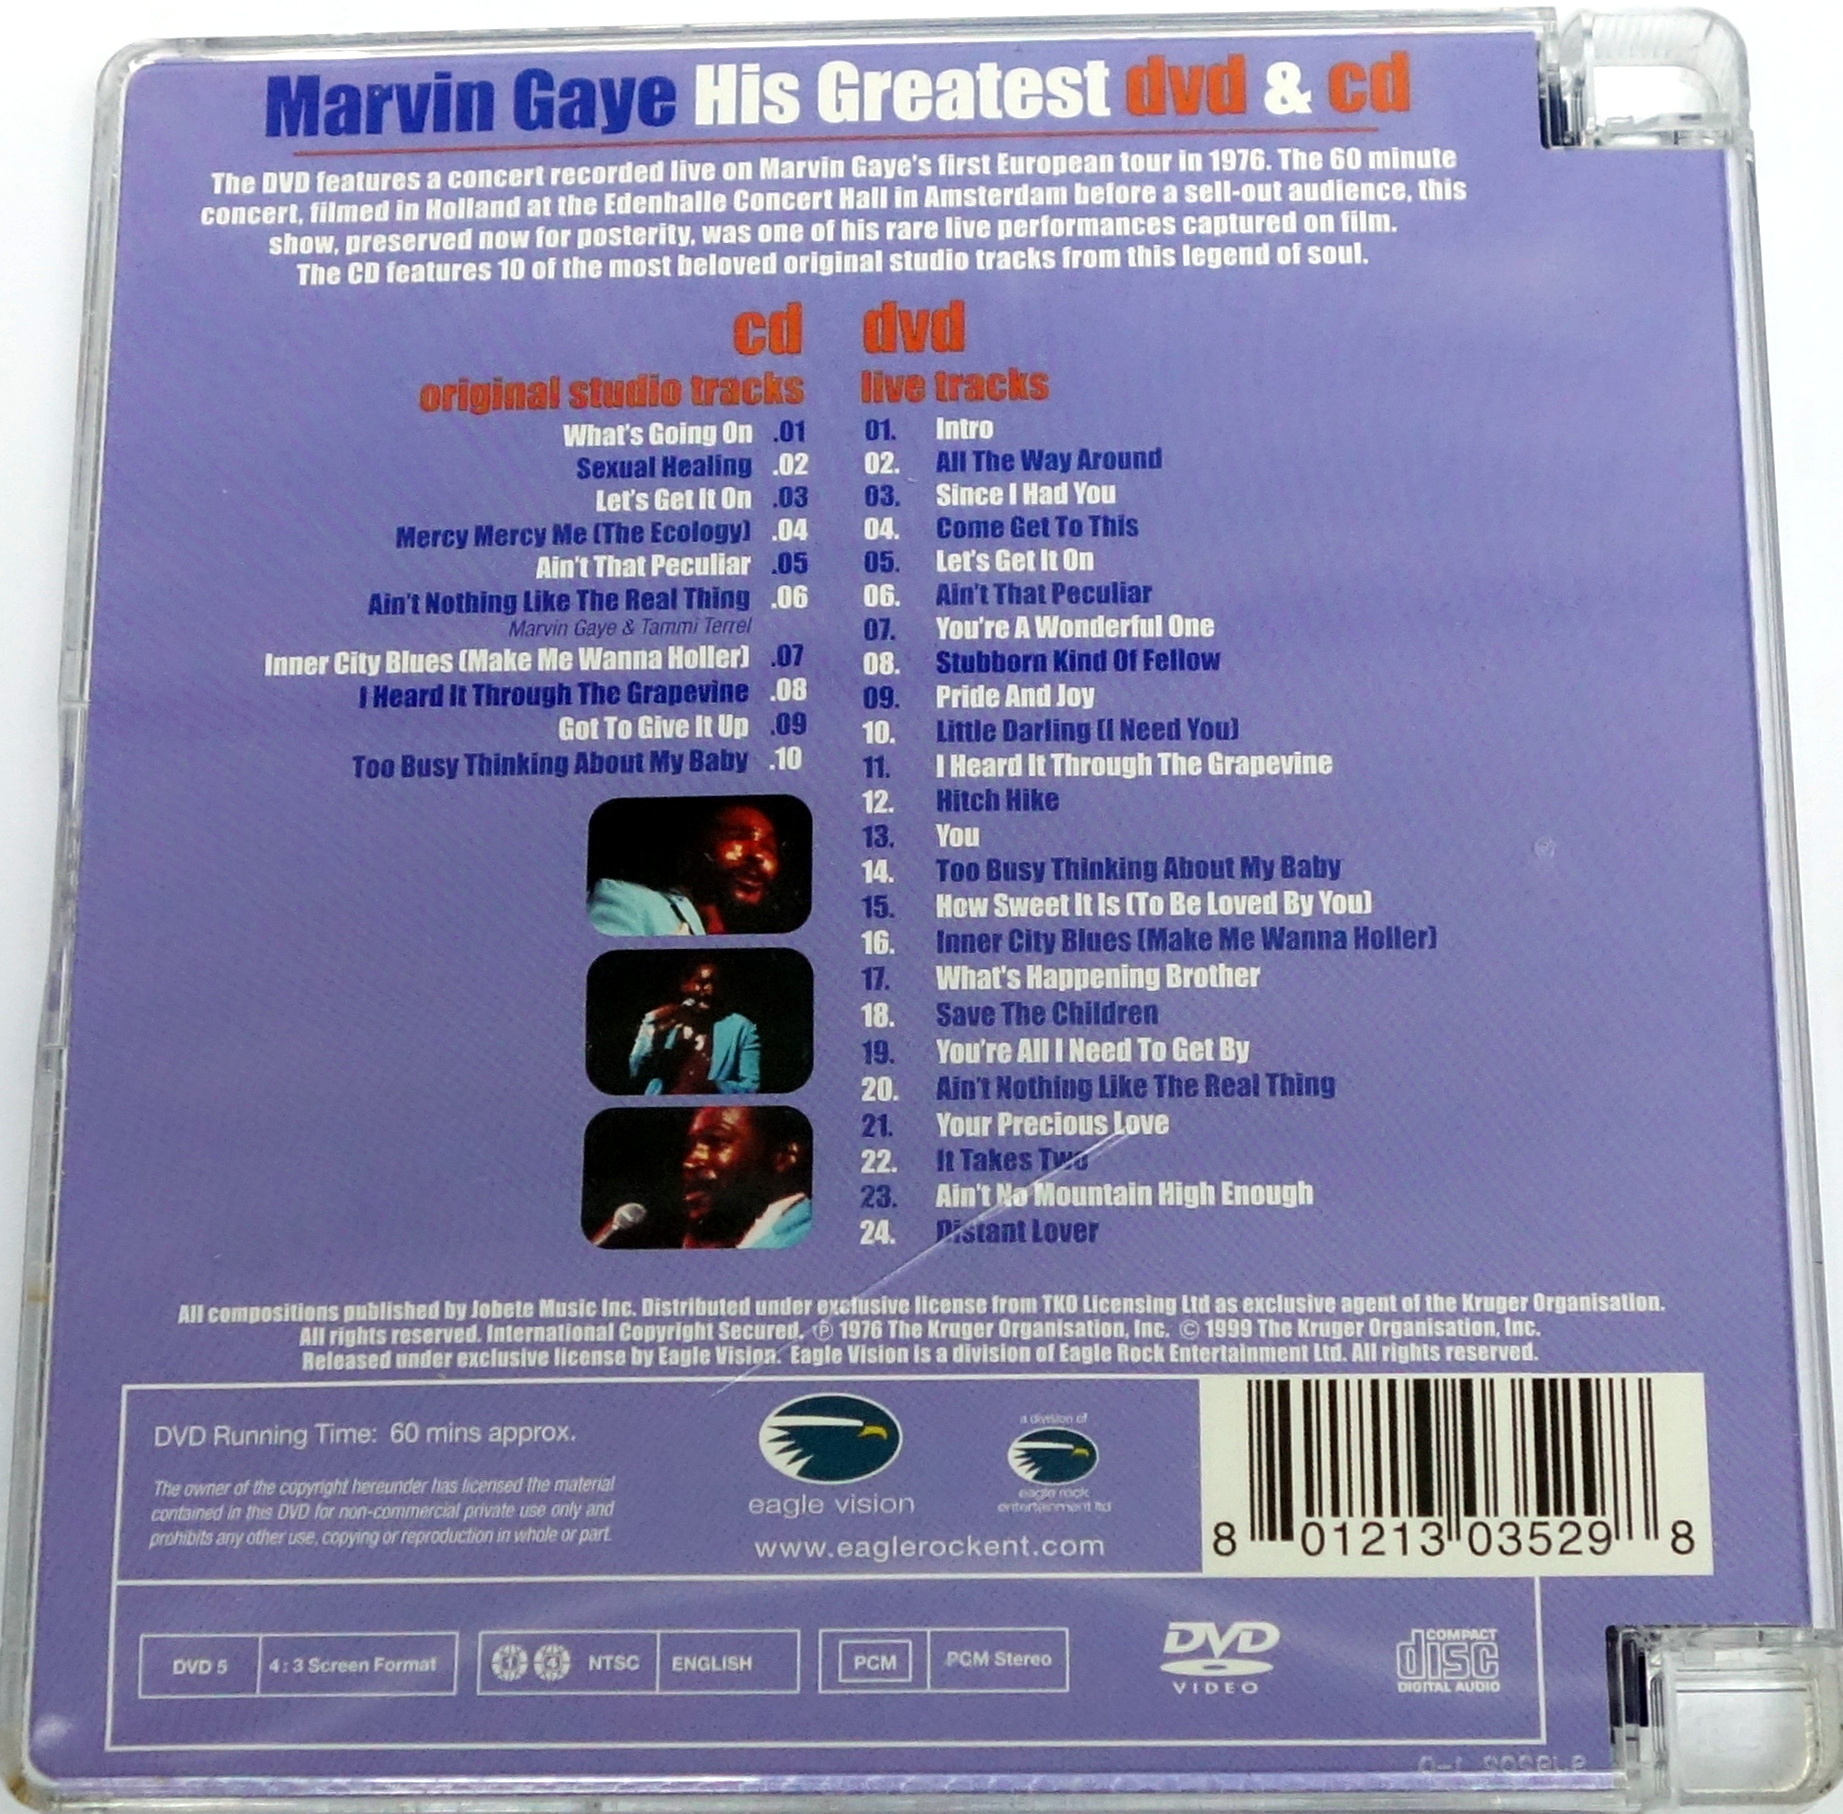 Marvin Gaye His Greatest dvd & cd
The DVD features a concert recorded live on Marvin Gaye's first European tour in 1976. The 60 minute
concert, filmed in Holland at the Edenhalle Concert Hall in Amsterdam before a sell-out audience, this
show, preserved now for posterity, was one of his rare live performances captured on film.
The CD features 10 of the most beloved original studio tracks from this legend of soul.
cd
original studio tracks
What's Going On .01
Sexual Healing .02
Let's Get It On .03
Mercy Mercy Me (The Ecology) .04
Ain't That Peculiar .05
Ain't Nothing Like The Real Thing .06
Marvin Gaye & Tammi Terrel
Inner City Blues (Make Me Wanna Holler) .07
I Heard It Through The Grapevine .08
Got To Give It Up .09
Too Busy Thinking About My Baby .10
dvd
live tracks
01. Intro
02. All The Way Around
03. Since I Had You
04. Come Get To This
05. Let's Get It On
06. Ain't That Peculiar
07. You're A Wonderful One
08. Stubborn Kind Of Fellow
09. Pride And Joy
10. Little Darling (I Need You)
11. I Heard It Through The Grapevine
12. Hitch Hike
13. You
14. Too Busy Thinking About My Baby
15. How Sweet It Is (To Be Loved By You)
16. Inner City Blues (Make Me Wanna Holler)
17. What's Happening Brother
18. Save The Children
19. You're All I Need To Get By
20. Ain't Nothing Like The Real Thing
21. Your Precious Love
22. It Takes Two
23. Ain't No Mountain High Enough
24. Distant Lover
All compositions published by Jobete Music Inc. Distributed under exclusive license from TKO Licensing Ltd as exclusive agent of the Kruger Organisation.
All rights reserved. International Copyright Secured. ℗ 1976 The Kruger Organisation, Inc. © 1999 The Kruger Organisation, Inc.
Released under exclusive license by Eagle Vision. Eagle Vision is a division of Eagle Rock Entertainment Ltd. All rights reserved.
DVD Running Time: 60 mins approx.
The owner of the copyright hereunder has licensed the material
contained in this DVD for non-commercial private use only and
prohibits any other use, copying or reproduction in whole or part.
eagle vision
a division of
eagle rock
entertainment ltd
www.eaglerockent.com
8 01213 03529 8
DVD 5
4:3 Screen Format
1 4 NTSC
ENGLISH
PCM
PCM Stereo
DVD
VIDEO
COMPACT
disc
DIGITAL AUDIO